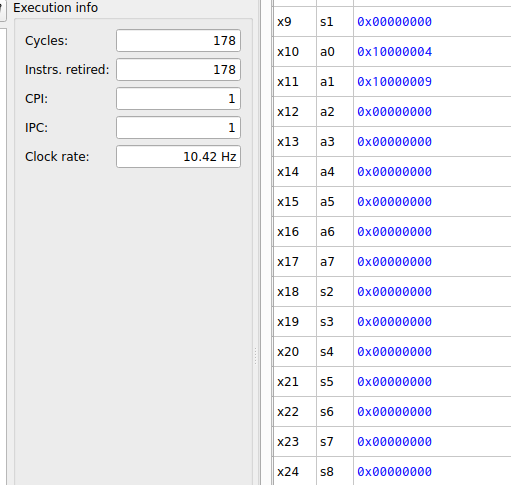 Execution info
Cycles: 178
Instrs. retired: 178
CPI: 1
IPC: 1
Clock rate: 10.42 Hz
x9 s1 0x00000000
x10 a0 0x10000004
x11 a1 0x10000009
x12 a2 0x00000000
x13 a3 0x00000000
x14 a4 0x00000000
x15 a5 0x00000000
x16 a6 0x00000000
x17 a7 0x00000000
x18 s2 0x00000000
x19 s3 0x00000000
x20 s4 0x00000000
x21 s5 0x00000000
x22 s6 0x00000000
x23 s7 0x00000000
x24 s8 0x00000000